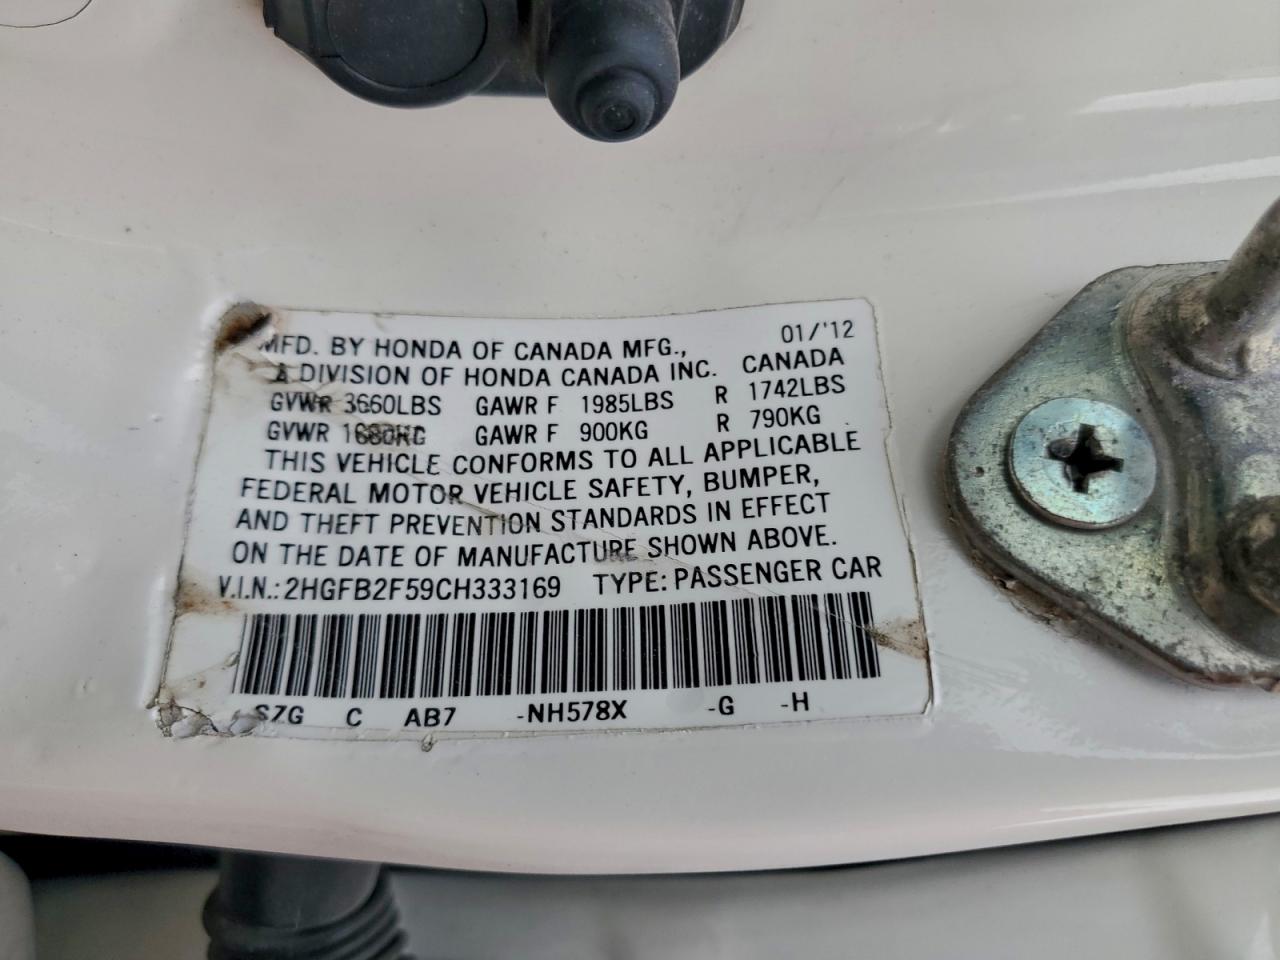 MFD. BY HONDA OF CANADA MFG., 01/'12
A DIVISION OF HONDA CANADA INC. CANADA
GVWR 3660LBS GAWR F 1985LBS R 1742LBS
GVWR 1660KG GAWR F 900KG R 790KG
THIS VEHICLE CONFORMS TO ALL APPLICABLE
FEDERAL MOTOR VEHICLE SAFETY, BUMPER,
AND THEFT PREVENTION STANDARDS IN EFFECT
ON THE DATE OF MANUFACTURE SHOWN ABOVE.
V.I.N.: 2HGFB2F59CH333169 TYPE: PASSENGER CAR
SZG C AB7 -NH578X -G -H